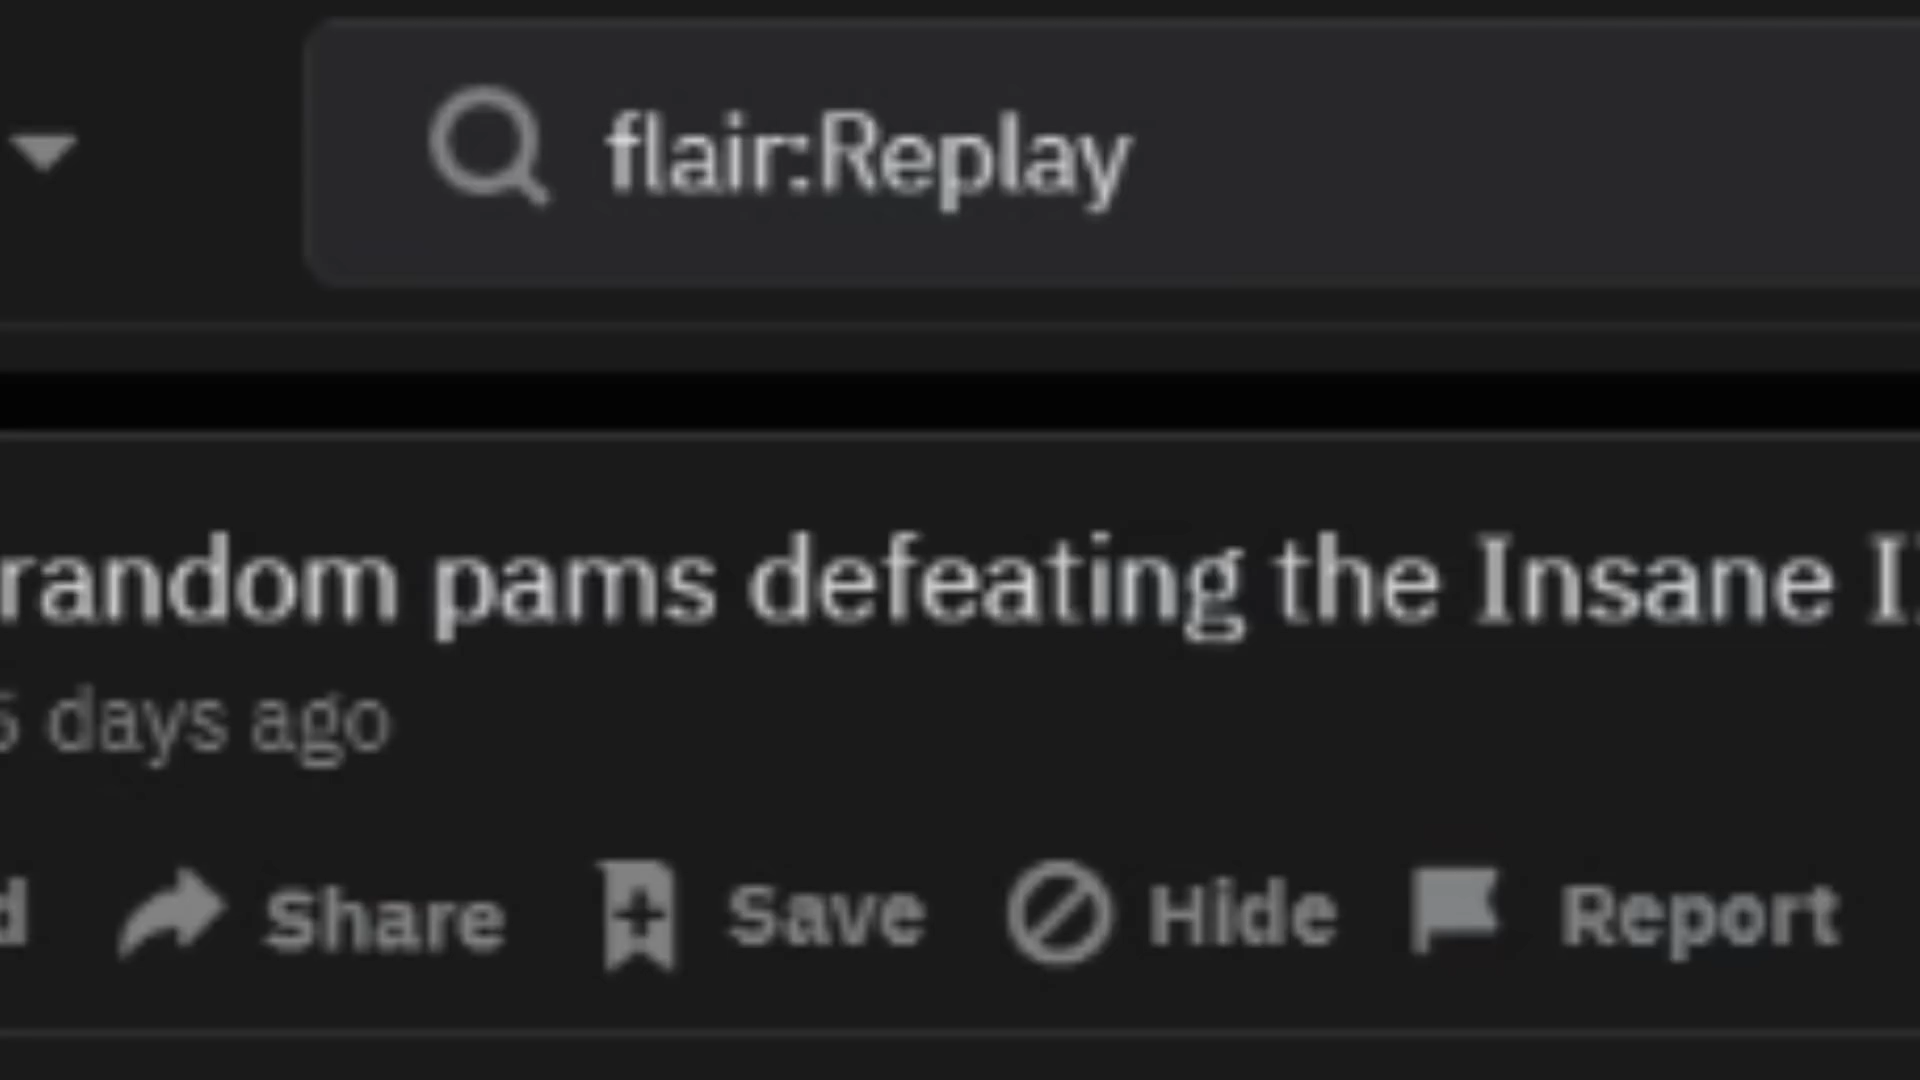 flair:Replay
random pams defeating the Insane
days ago
Share Save Hide Report